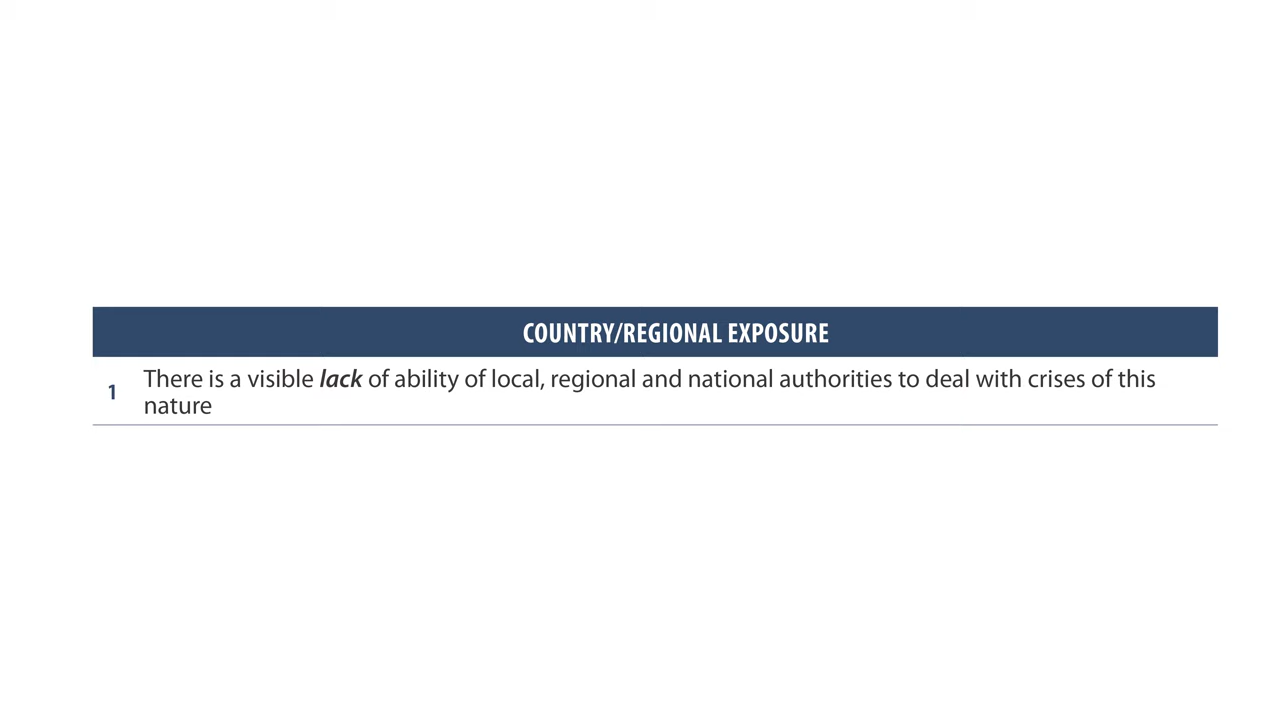 COUNTRY/REGIONAL EXPOSURE
1 There is a visible lack of ability of local, regional and national authorities to deal with crises of this
nature